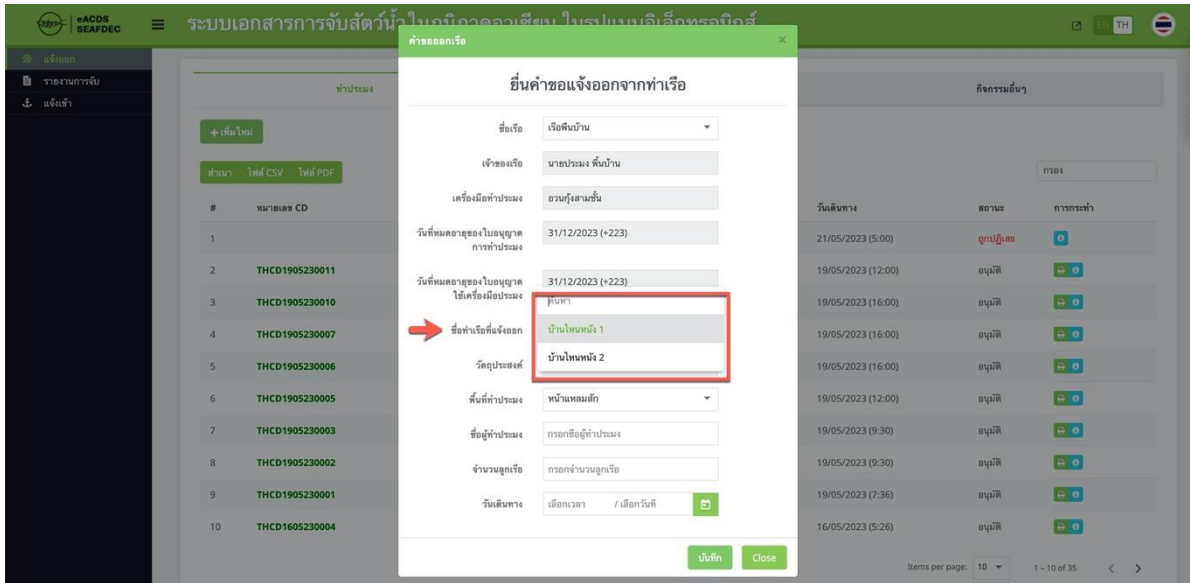 eACDS
SEAFDEC
ระบบเอกสารการจับสัตว์น้ำในภูมิภาคอาเซียน ในรูปแบบอิเล็กทรอนิกส์
TH
แจ้งออก
รายงานการจับ
แจ้งเข้า
ทำประมง
กิจกรรมอื่นๆ
เพิ่มใหม่
สำเนา ไฟล์ CSV ไฟล์ PDF
กรอง
# หมายเลข CD วันเดินทาง สถานะ การกระทำ
1 21/05/2023 (5:00) ถูกปฏิเสธ
2 THCD1905230011 19/05/2023 (12:00) อนุมัติ
3 THCD1905230010 19/05/2023 (16:00) อนุมัติ
4 THCD1905230007 19/05/2023 (16:00) อนุมัติ
5 THCD1905230006 19/05/2023 (16:00) อนุมัติ
6 THCD1905230005 19/05/2023 (12:00) อนุมัติ
7 THCD1905230003 19/05/2023 (9:30) อนุมัติ
8 THCD1905230002 19/05/2023 (9:30) อนุมัติ
9 THCD1905230001 19/05/2023 (7:36) อนุมัติ
10 THCD1605230004 16/05/2023 (5:26) อนุมัติ
Items per page: 10 1 – 10 of 35
คำขอออกเรือ ×
ยื่นคำขอแจ้งออกจากท่าเรือ
ชื่อเรือ เรือพื้นบ้าน
เจ้าของเรือ นายประมง พื้นบ้าน
เครื่องมือทำประมง อวนกุ้งสามชั้น
วันที่หมดอายุของใบอนุญาต 31/12/2023 (+223)
การทำประมง
วันที่หมดอายุของใบอนุญาต 31/12/2023 (+223)
ใช้เครื่องมือประมง
ค้นหา
ชื่อท่าเรือที่แจ้งออก บ้านไหนหนัง 1
บ้านไหนหนัง 2
วัตถุประสงค์
พื้นที่ทำประมง หน้าแหลมสัก
ชื่อผู้ทำประมง กรอกชื่อผู้ทำประมง
จำนวนลูกเรือ กรอกจำนวนลูกเรือ
วันเดินทาง เลือกเวลา / เลือกวันที่
บันทึก Close